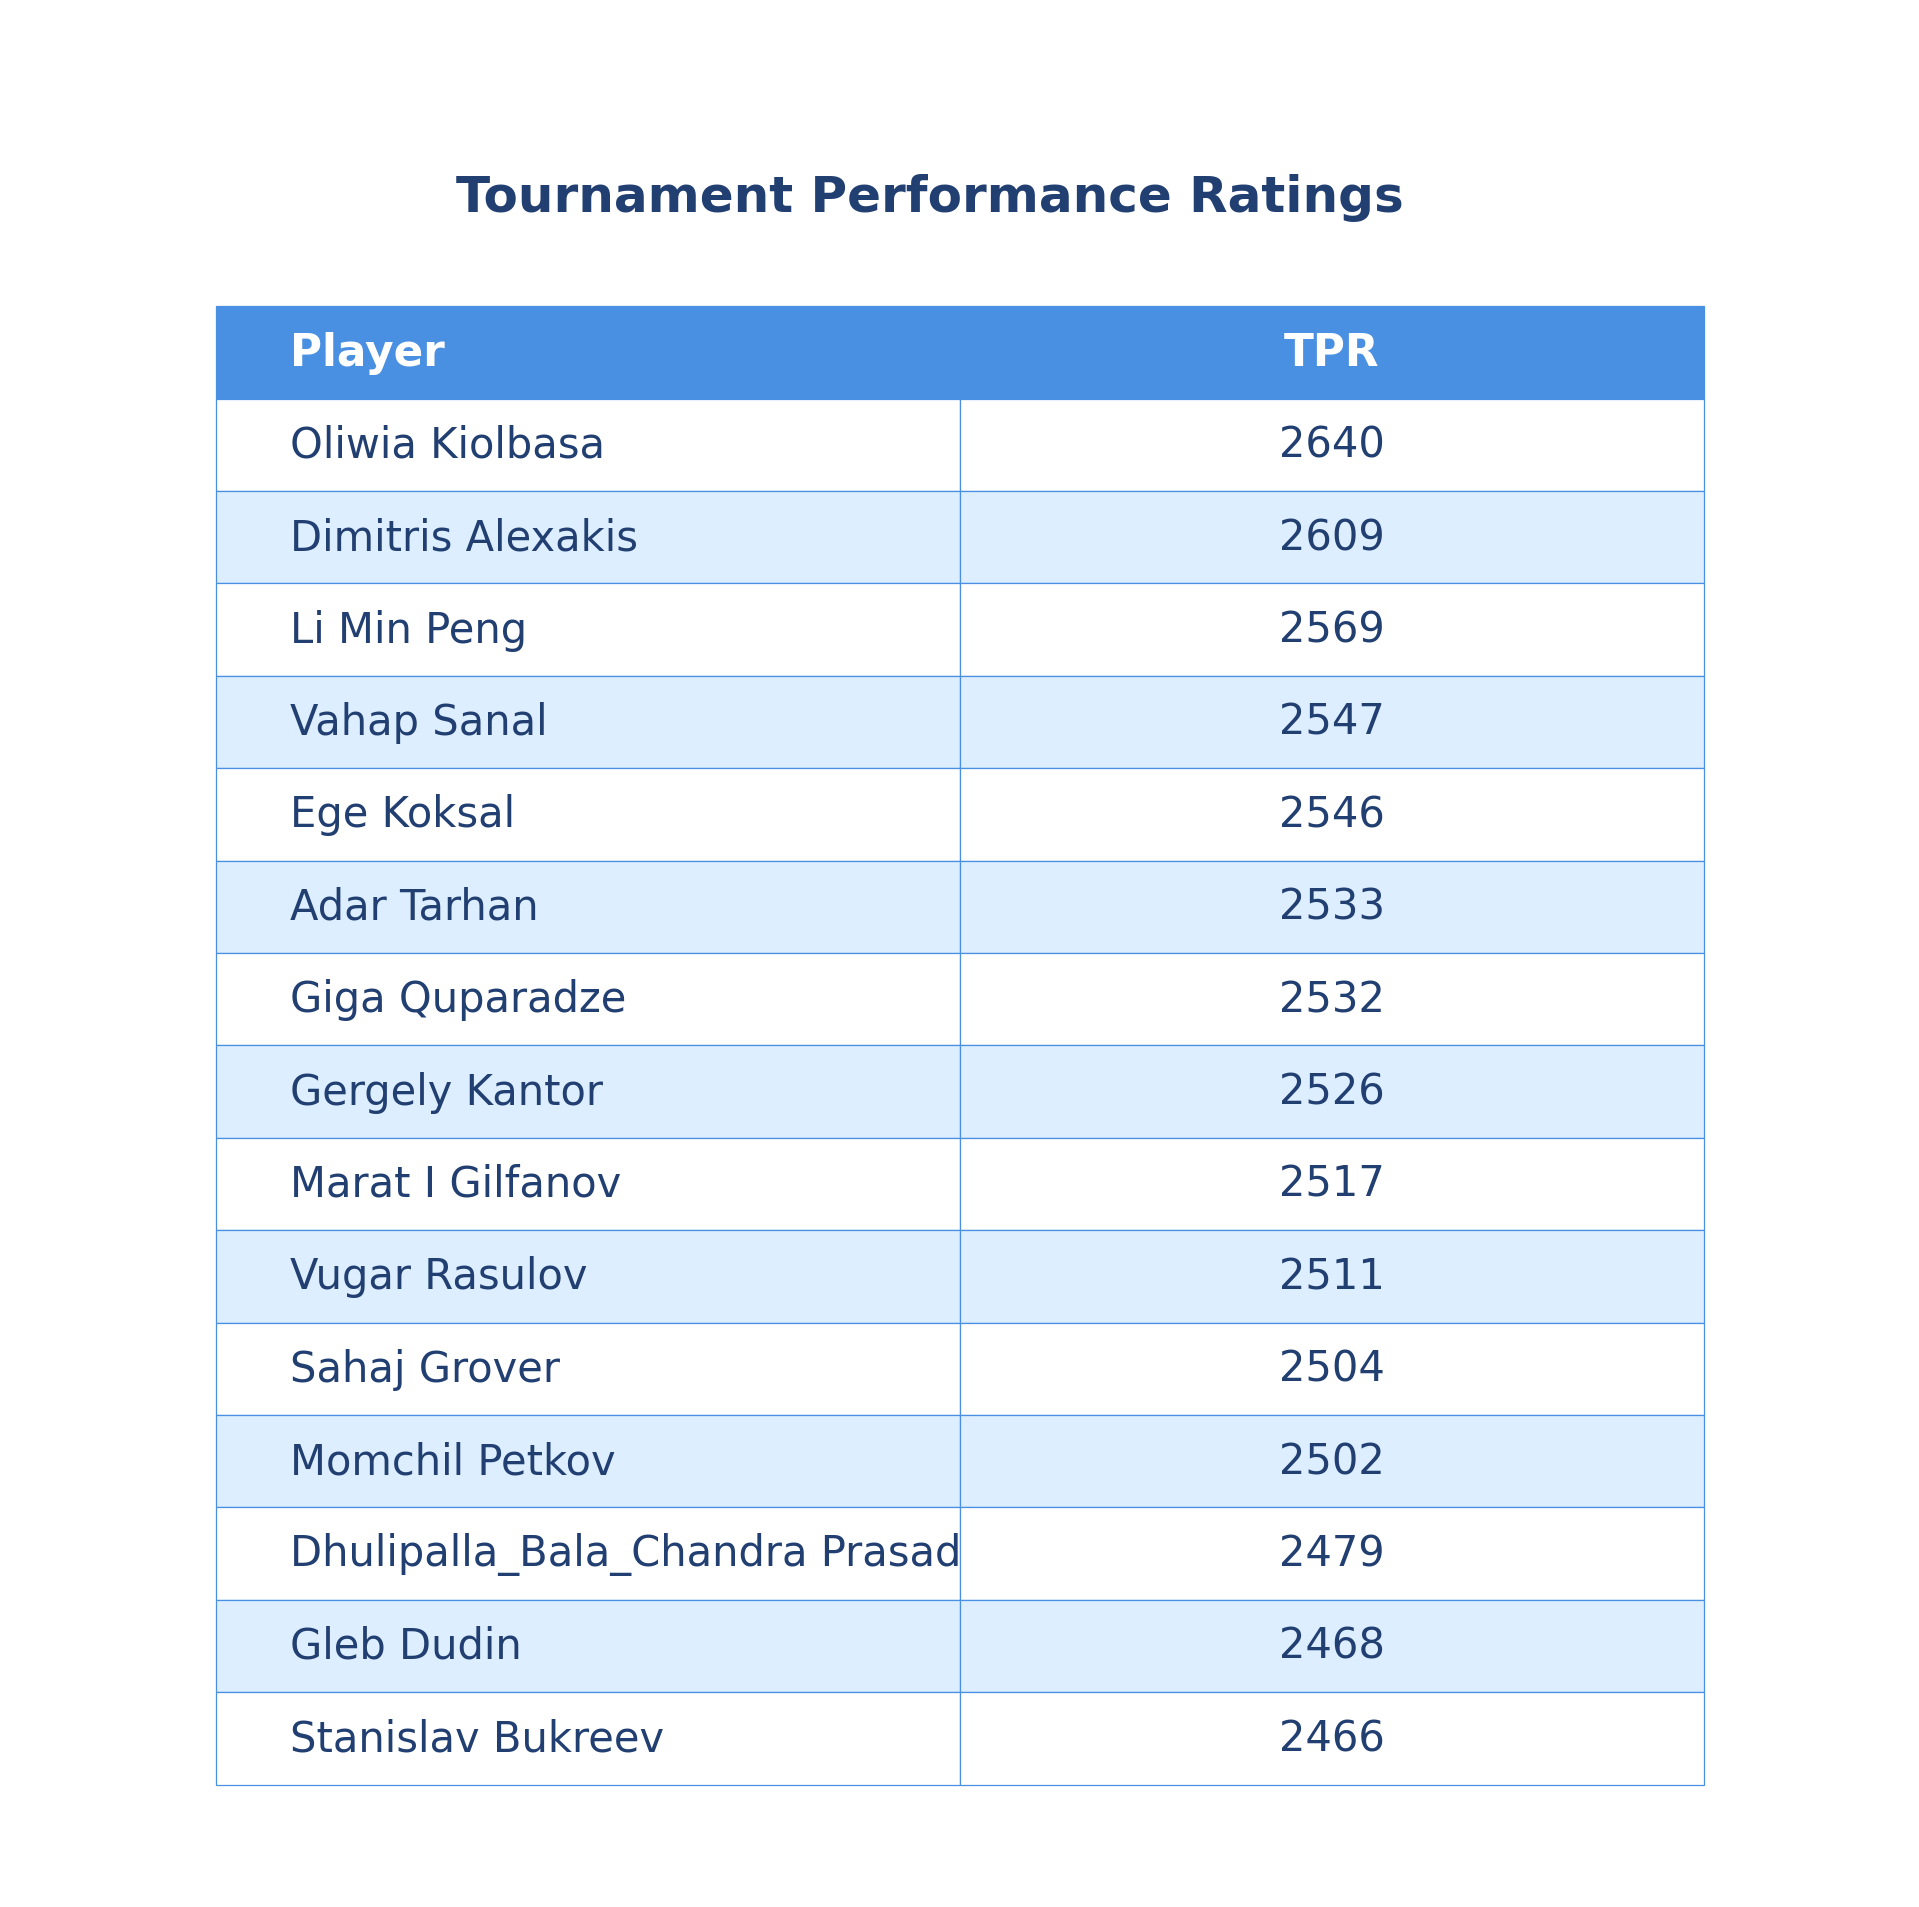 Tournament Performance Ratings
Player TPR
Oliwia Kiolbasa 2640
Dimitris Alexakis 2609
Li Min Peng 2569
Vahap Sanal 2547
Ege Koksal 2546
Adar Tarhan 2533
Giga Quparadze 2532
Gergely Kantor 2526
Marat I Gilfanov 2517
Vugar Rasulov 2511
Sahaj Grover 2504
Momchil Petkov 2502
Dhulipalla_Bala_Chandra Prasad 2479
Gleb Dudin 2468
Stanislav Bukreev 2466